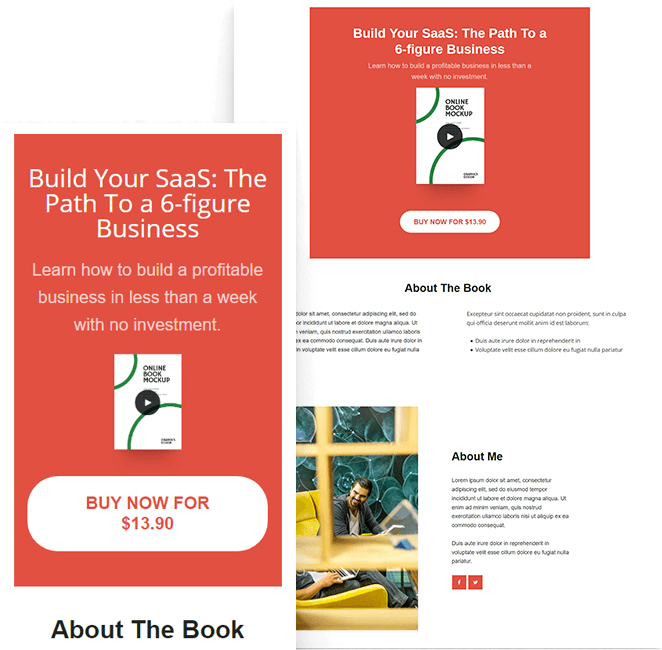 Build Your SaaS: The Path To a
6-figure Business
Learn how to build a profitable business in less than a
week with no investment.
ONLINE
BOOK
MOCKUP
BUY NOW FOR $13.90
About The Book
dolor sit amet, consectetur adipiscing elit, sed do
or incididunt ut labore et dolore magna aliqua. Ut
n veniam, quis nostrud exercitation ullamco laboris
ex ea commodo consequat. Duis aute irure dolor in
in voluptate velit esse cillum dolore eu fugiat nulla
Excepteur sint occaecat cupidatat non proident, sunt in culpa
qui officia deserunt mollit anim id est laborum:
• Duis aute irure dolor in reprehenderit in
• Voluptate velit esse cillum dolore eu fugiat nulla pariatur
About Me
Lorem ipsum dolor sit amet, consectetur
adipiscing elit, sed do eiusmod tempor
incididunt ut labore et dolore magna aliqua. Ut
enim ad minim veniam, quis nostrud
exercitation ullamco laboris nisi ut aliquip ex ea
commodo consequat.
Duis aute irure dolor in reprehenderit in
voluptate velit esse cillum dolore eu fugiat nulla
pariatur.
Build Your SaaS: The
Path To a 6-figure
Business
Learn how to build a profitable
business in less than a week
with no investment.
ONLINE
BOOK
MOCKUP
BUY NOW FOR
$13.90
About The Book